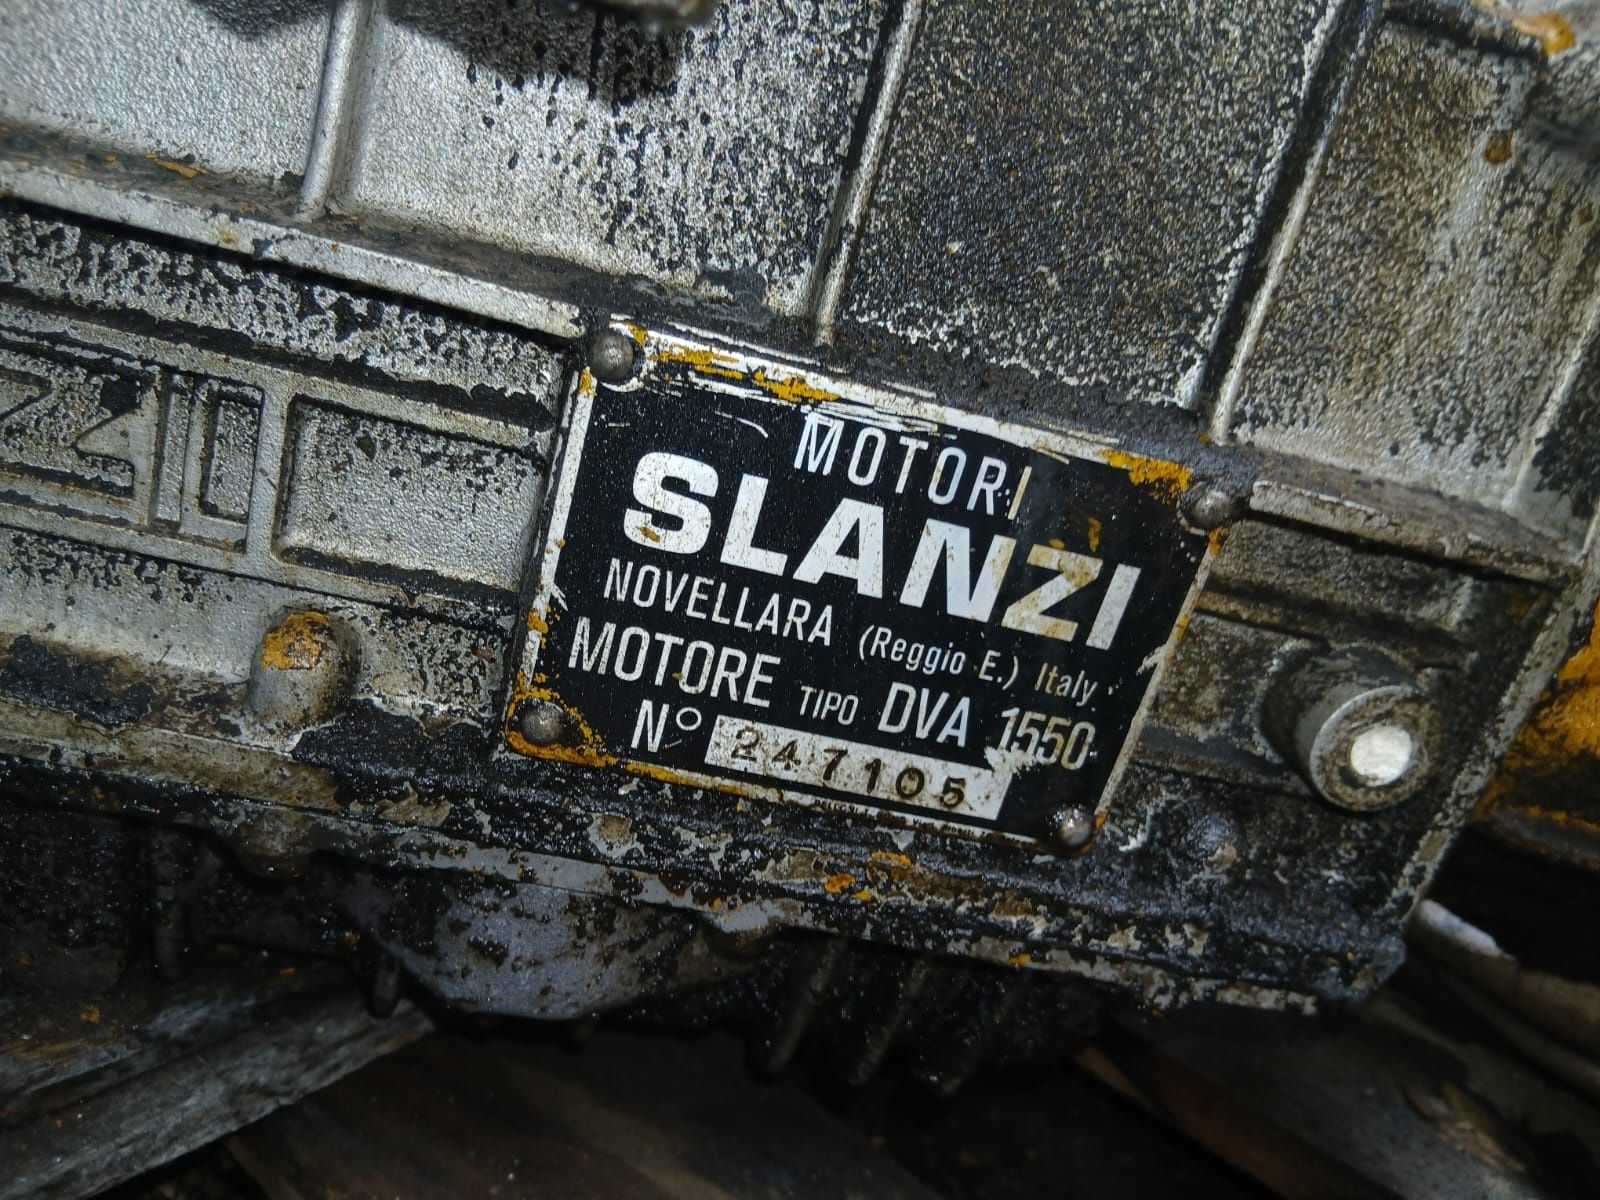 MOTORI
SLANZI
NOVELLARA (Reggio E.) Italy
MOTORE TIPO DVA 1550
N° 247105